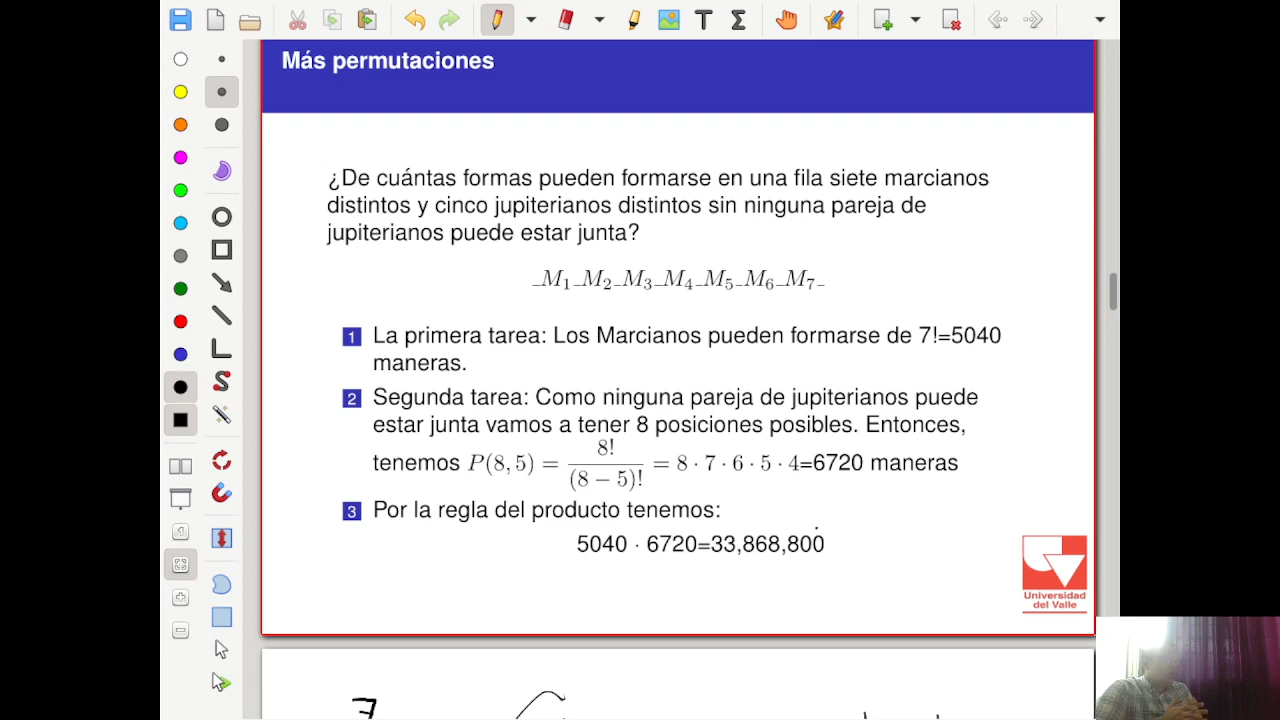 Más permutaciones
¿De cuántas formas pueden formarse en una fila siete marcianos
distintos y cinco jupiterianos distintos sin ninguna pareja de
jupiterianos puede estar junta?
_M₁_M₂_M₃_M₄_M₅_M₆_M₇_
1 La primera tarea: Los Marcianos pueden formarse de 7!=5040
maneras.
2 Segunda tarea: Como ninguna pareja de jupiterianos puede
estar junta vamos a tener 8 posiciones posibles. Entonces,
tenemos P(8, 5) = 8! / (8 − 5)! = 8 · 7 · 6 · 5 · 4=6720 maneras
3 Por la regla del producto tenemos:
5040 · 6720=33,868,800
Universidad
del Valle
7